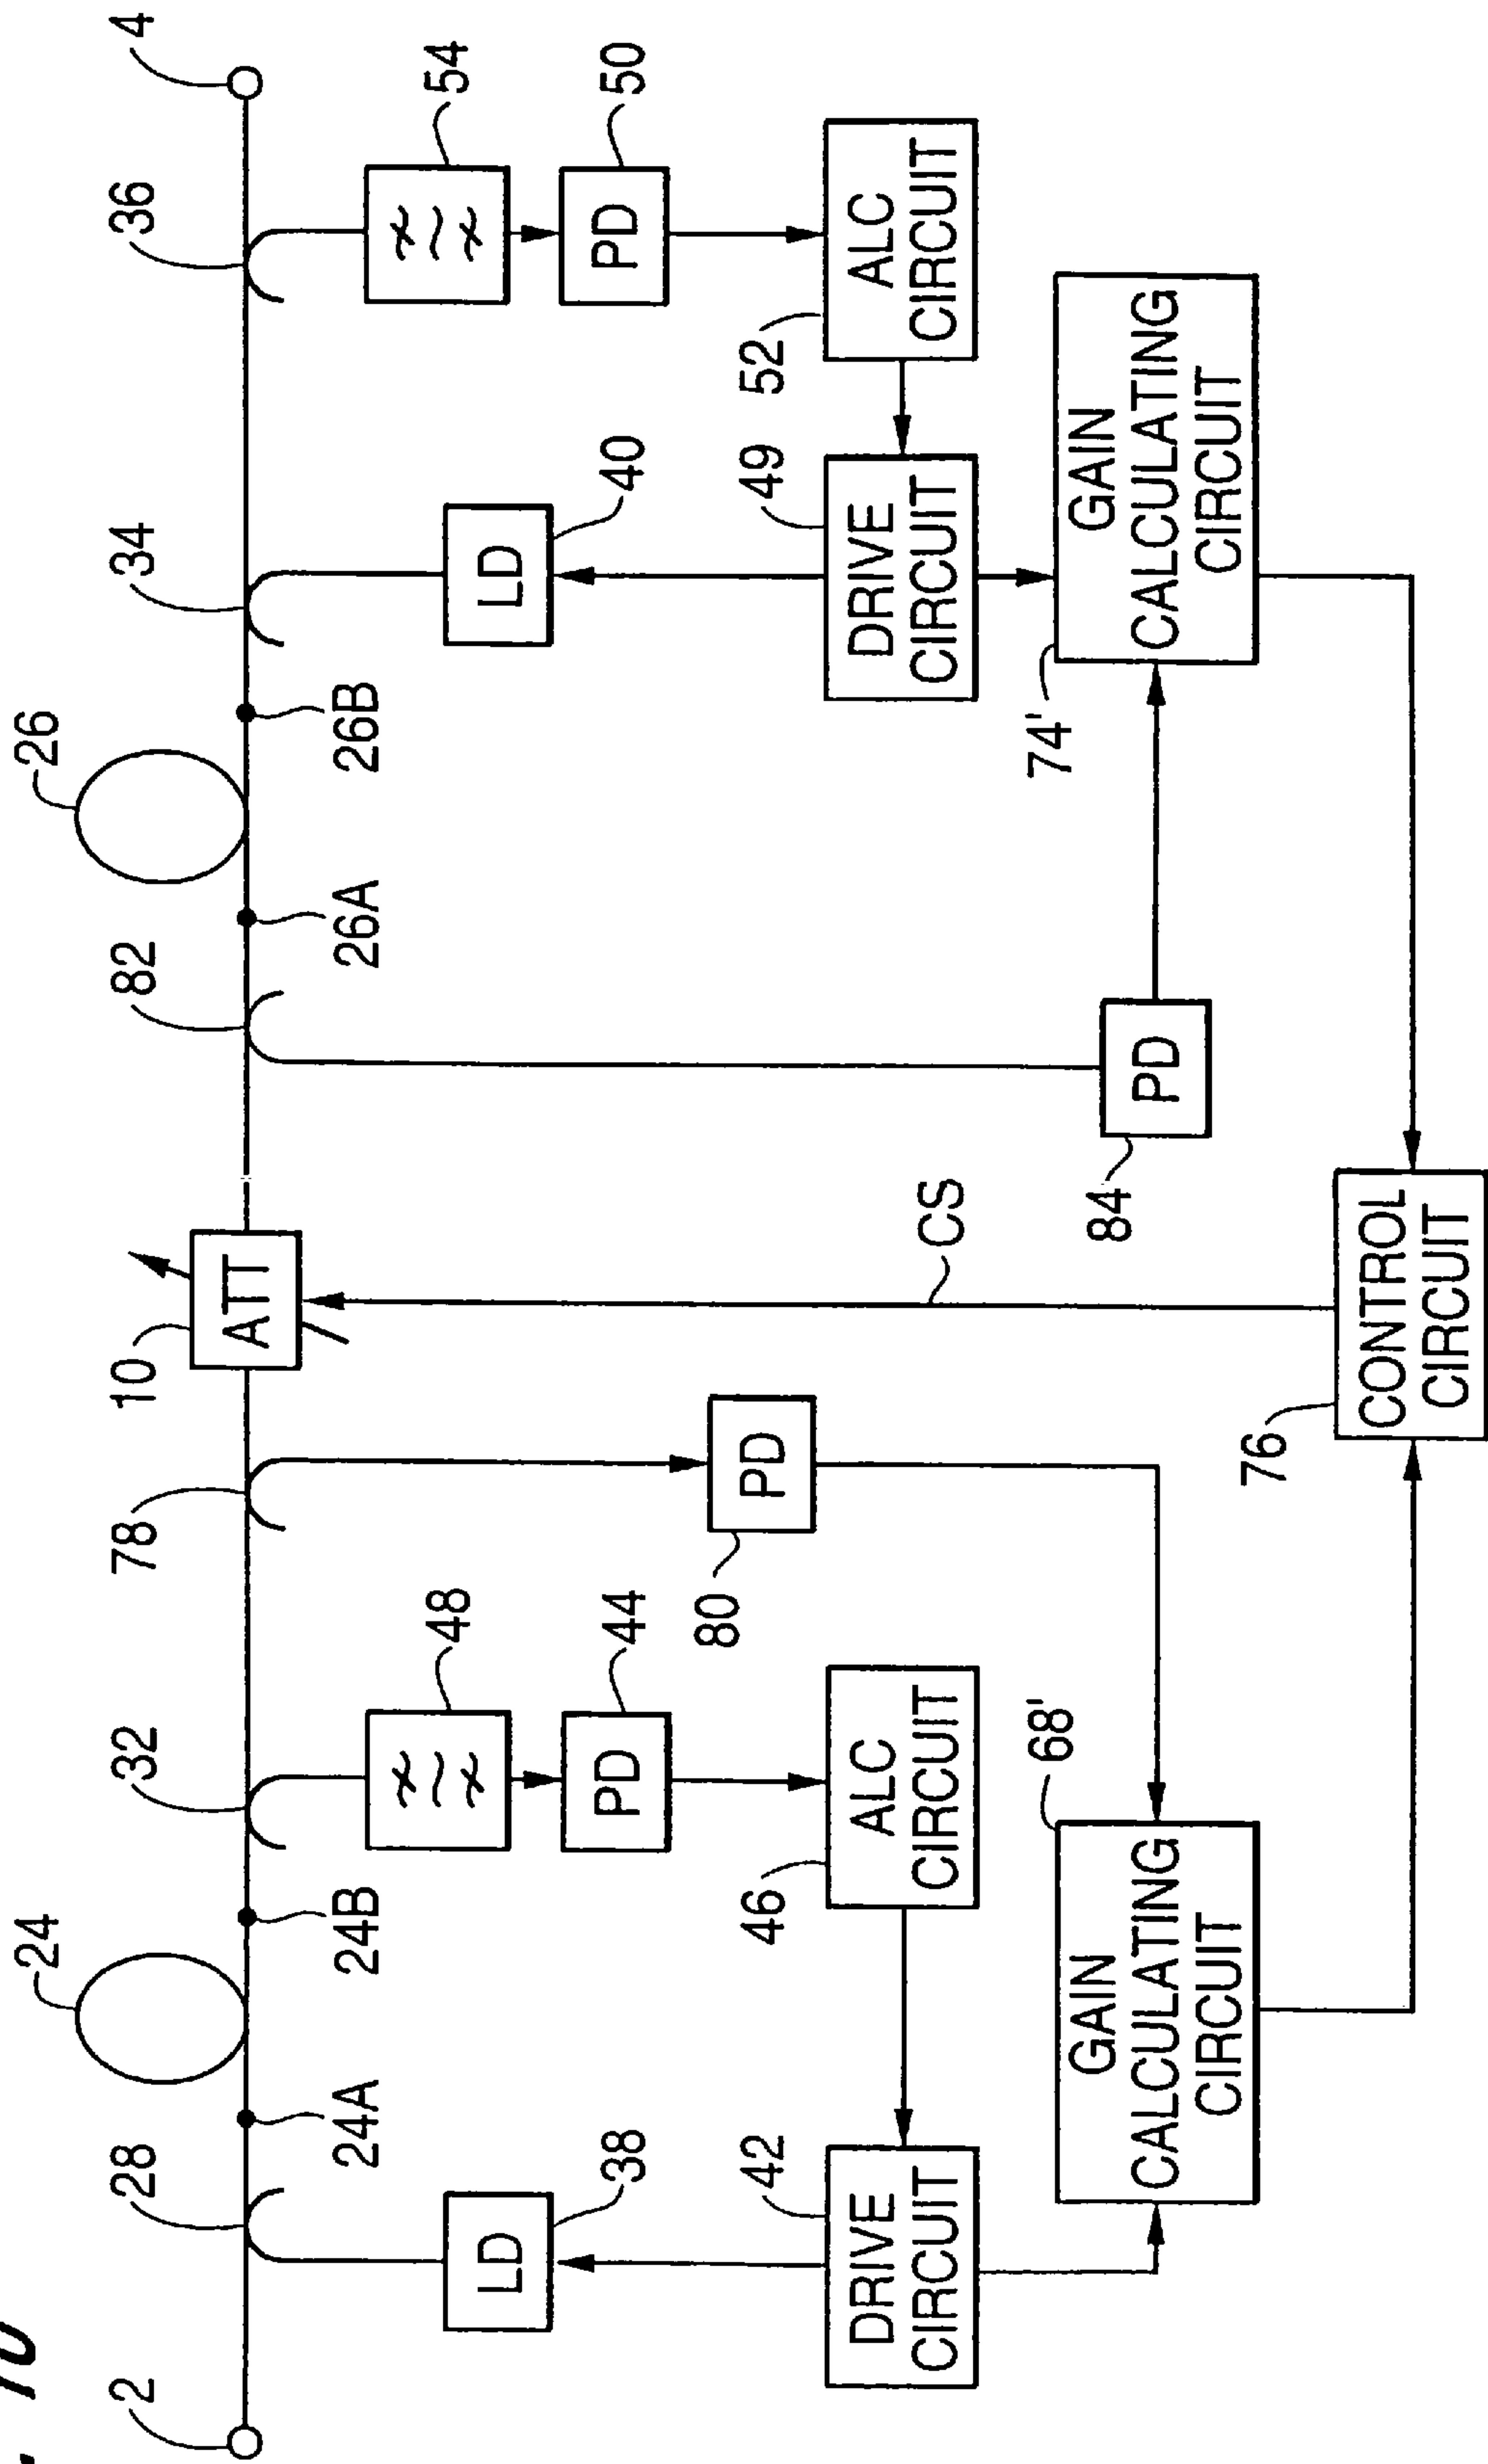 10
24
26
2
28
32
78
10
82
34
36
4
24A
24B
26A
26B
ATT
48
54
38
LD
44
PD
40
LD
50
PD
80
PD
CS
42
DRIVE
CIRCUIT
46
ALC
CIRCUIT
49
DRIVE
CIRCUIT
52
ALC
CIRCUIT
68'
GAIN
CALCULATING
CIRCUIT
84
PD
74'
GAIN
CALCULATING
CIRCUIT
76
CONTROL
CIRCUIT